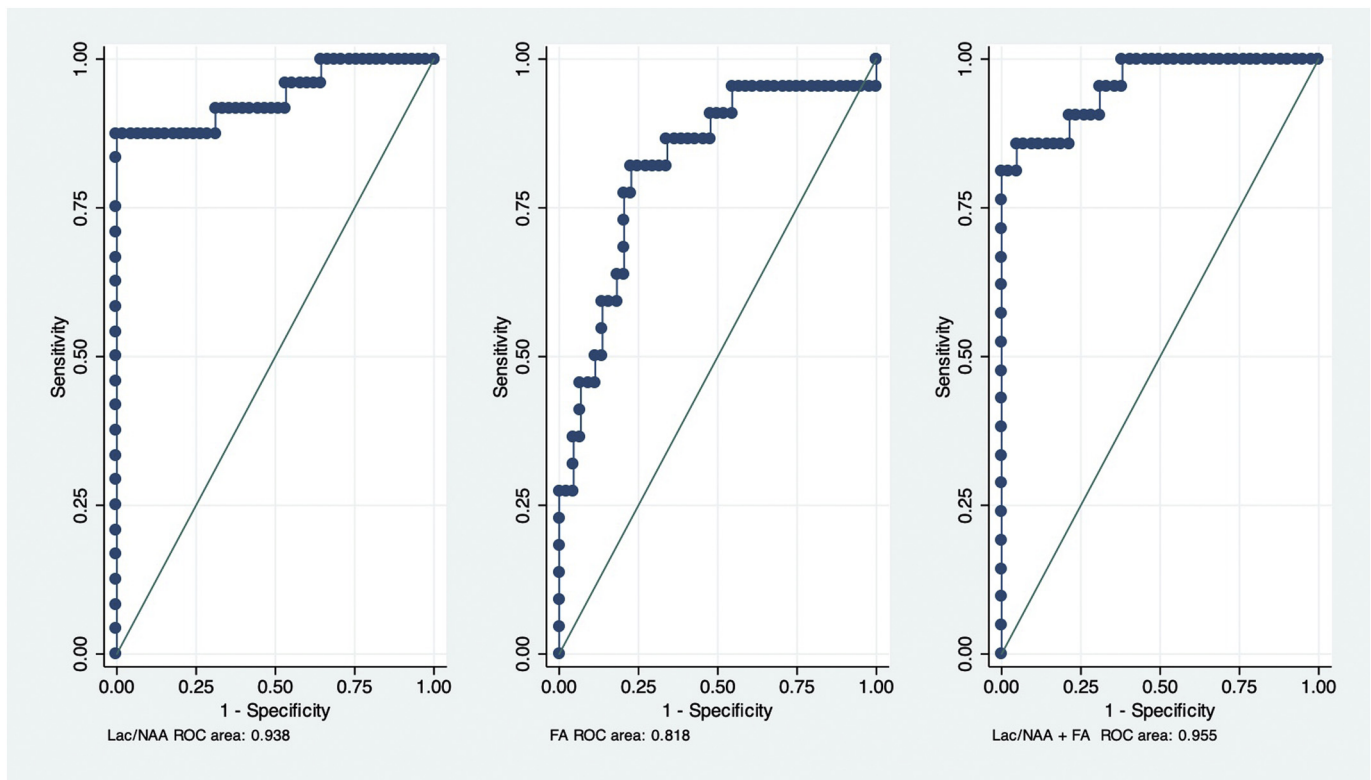 1.00
0.75
0.50
0.25
0.00
Sensitivity
0.00 0.25 0.50 0.75 1.00
1 - Specificity
Lac/NAA ROC area: 0.938
1.00
0.75
0.50
0.25
0.00
Sensitivity
0.00 0.25 0.50 0.75 1.00
1 - Specificity
FA ROC area: 0.818
1.00
0.75
0.50
0.25
0.00
Sensitivity
0.00 0.25 0.50 0.75 1.00
1 - Specificity
Lac/NAA + FA ROC area: 0.955